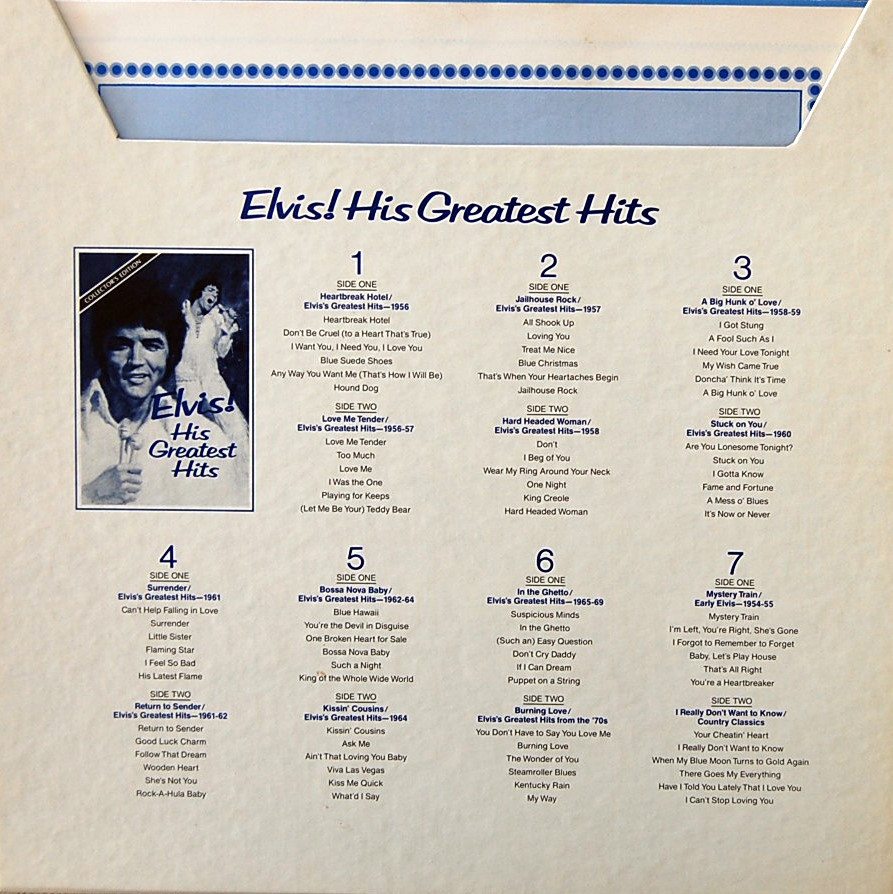 Elvis! His Greatest Hits
COLLECTOR'S EDITION
Elvis!
His
Greatest
Hits
1
SIDE ONE
Heartbreak Hotel/
Elvis's Greatest Hits—1956
Heartbreak Hotel
Don't Be Cruel (to a Heart That's True)
I Want You, I Need You, I Love You
Blue Suede Shoes
Any Way You Want Me (That's How I Will Be)
Hound Dog
SIDE TWO
Love Me Tender/
Elvis's Greatest Hits—1956-57
Love Me Tender
Too Much
Love Me
I Was the One
Playing for Keeps
(Let Me Be Your) Teddy Bear
2
SIDE ONE
Jailhouse Rock/
Elvis's Greatest Hits—1957
All Shook Up
Loving You
Treat Me Nice
Blue Christmas
That's When Your Heartaches Begin
Jailhouse Rock
SIDE TWO
Hard Headed Woman/
Elvis's Greatest Hits—1958
Don't
I Beg of You
Wear My Ring Around Your Neck
One Night
King Creole
Hard Headed Woman
3
SIDE ONE
A Big Hunk o' Love/
Elvis's Greatest Hits—1958-59
I Got Stung
A Fool Such As I
I Need Your Love Tonight
My Wish Came True
Doncha' Think It's Time
A Big Hunk o' Love
SIDE TWO
Stuck on You/
Elvis's Greatest Hits—1960
Are You Lonesome Tonight?
Stuck on You
I Gotta Know
Fame and Fortune
A Mess o' Blues
It's Now or Never
4
SIDE ONE
Surrender/
Elvis's Greatest Hits—1961
Can't Help Falling in Love
Surrender
Little Sister
Flaming Star
I Feel So Bad
His Latest Flame
SIDE TWO
Return to Sender/
Elvis's Greatest Hits—1961-62
Return to Sender
Good Luck Charm
Follow That Dream
Wooden Heart
She's Not You
Rock-A-Hula Baby
5
SIDE ONE
Bossa Nova Baby/
Elvis's Greatest Hits—1962-64
Blue Hawaii
You're the Devil in Disguise
One Broken Heart for Sale
Bossa Nova Baby
Such a Night
King of the Whole Wide World
SIDE TWO
Kissin' Cousins/
Elvis's Greatest Hits—1964
Kissin' Cousins
Ask Me
Ain't That Loving You Baby
Viva Las Vegas
Kiss Me Quick
What'd I Say
6
SIDE ONE
In the Ghetto/
Elvis's Greatest Hits—1965-69
Suspicious Minds
In the Ghetto
(Such an) Easy Question
Don't Cry Daddy
If I Can Dream
Puppet on a String
SIDE TWO
Burning Love/
Elvis's Greatest Hits from the '70s
You Don't Have to Say You Love Me
Burning Love
The Wonder of You
Steamroller Blues
Kentucky Rain
My Way
7
SIDE ONE
Mystery Train/
Early Elvis—1954-55
Mystery Train
I'm Left, You're Right, She's Gone
I Forgot to Remember to Forget
Baby, Let's Play House
That's All Right
You're a Heartbreaker
SIDE TWO
I Really Don't Want to Know/
Country Classics
Your Cheatin' Heart
I Really Don't Want to Know
When My Blue Moon Turns to Gold Again
There Goes My Everything
Have I Told You Lately That I Love You
I Can't Stop Loving You